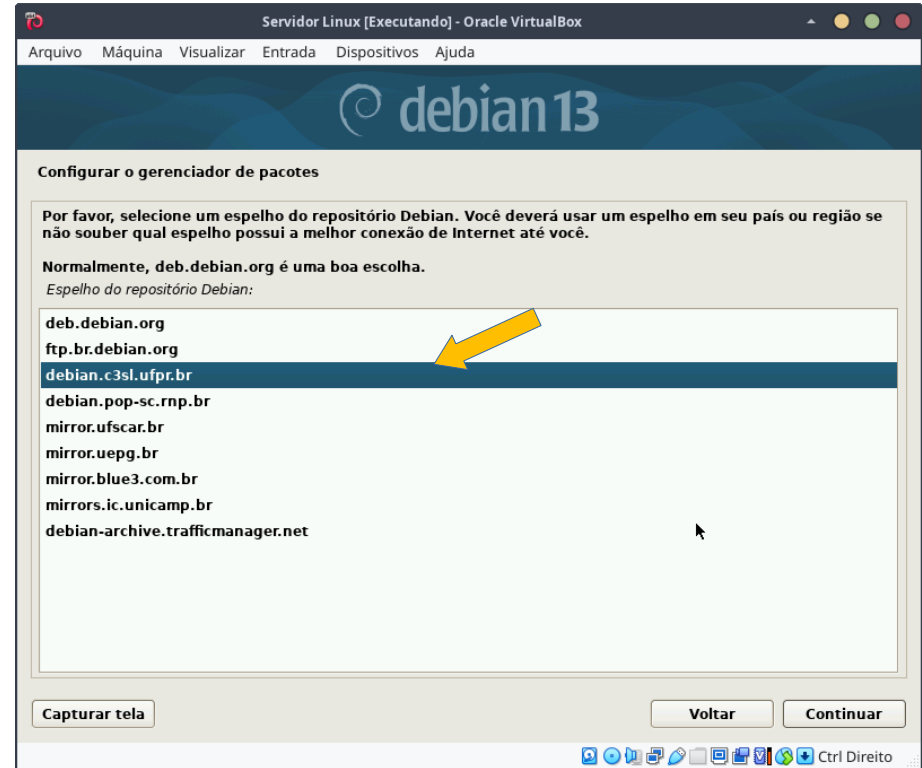 Servidor Linux [Executando] - Oracle VirtualBox
Arquivo Máquina Visualizar Entrada Dispositivos Ajuda
debian 13
Configurar o gerenciador de pacotes
Por favor, selecione um espelho do repositório Debian. Você deverá usar um espelho em seu país ou região se
não souber qual espelho possui a melhor conexão de Internet até você.
Normalmente, deb.debian.org é uma boa escolha.
Espelho do repositório Debian:
deb.debian.org
ftp.br.debian.org
debian.c3sl.ufpr.br
debian.pop-sc.rnp.br
mirror.ufscar.br
mirror.uepg.br
mirror.blue3.com.br
mirrors.ic.unicamp.br
debian-archive.trafficmanager.net
Capturar tela Voltar Continuar
Ctrl Direito